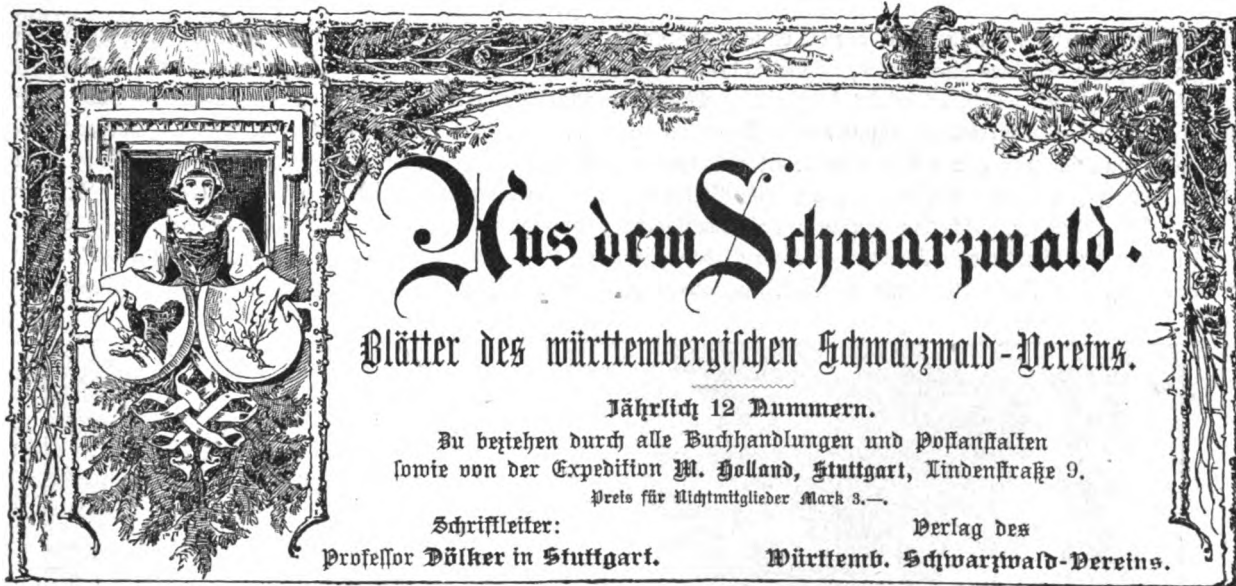 Aus dem Schwarzwald.
Blätter des württembergischen Schwarzwald-Vereins.
Jährlich 12 Nummern.
Zu beziehen durch alle Buchhandlungen und Postanstalten
sowie von der Expedition M. Holland, Stuttgart, Lindenstraße 9.
Preis für Nichtmitglieder Mark 3.—.
Schriftleiter:
Professor Dölker in Stuttgart.
Verlag des
Württemb. Schwarzwald-Vereins.